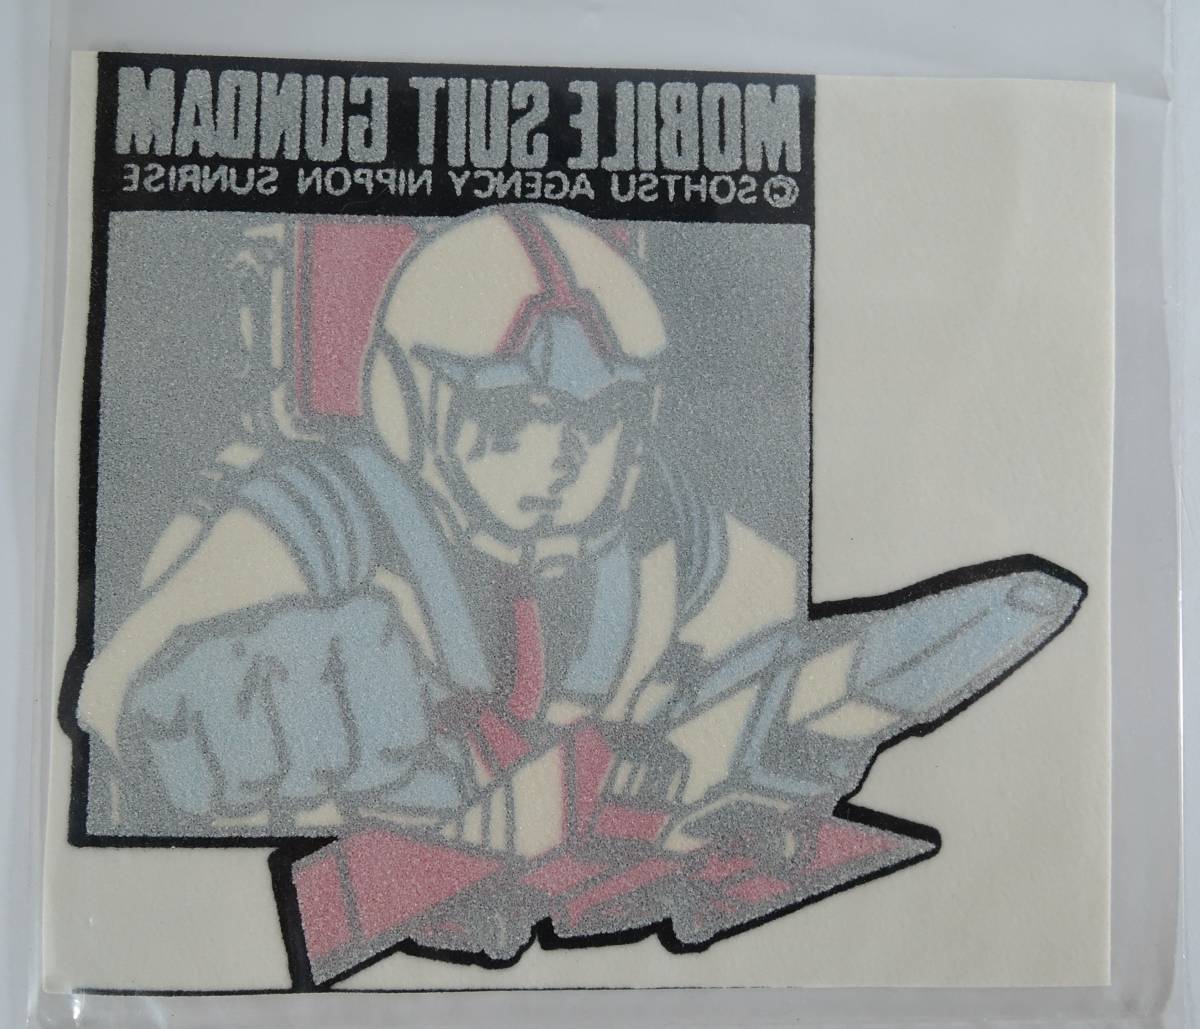 MOBILE SUIT GUNDAM
©SOHTSU AGENCY NIPPON SUNRISE